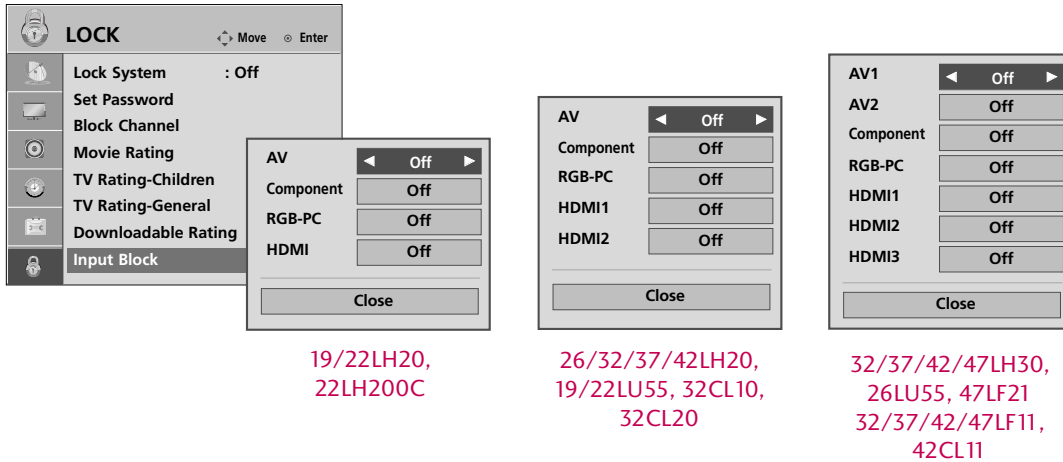 LOCK
Move
Enter
Lock System : Off
Set Password
Block Channel
Movie Rating
TV Rating-Children
TV Rating-General
Downloadable Rating
Input Block
AV ◄ Off ►
Component Off
RGB-PC Off
HDMI Off
Close
19/22LH20,
22LH200C
AV ◄ Off ►
Component Off
RGB-PC Off
HDMI1 Off
HDMI2 Off
Close
26/32/37/42LH20,
19/22LU55, 32CL10,
32CL20
AV1 ◄ Off ►
AV2 Off
Component Off
RGB-PC Off
HDMI1 Off
HDMI2 Off
HDMI3 Off
Close
32/37/42/47LH30,
26LU55, 47LF21
32/37/42/47LF11,
42CL11